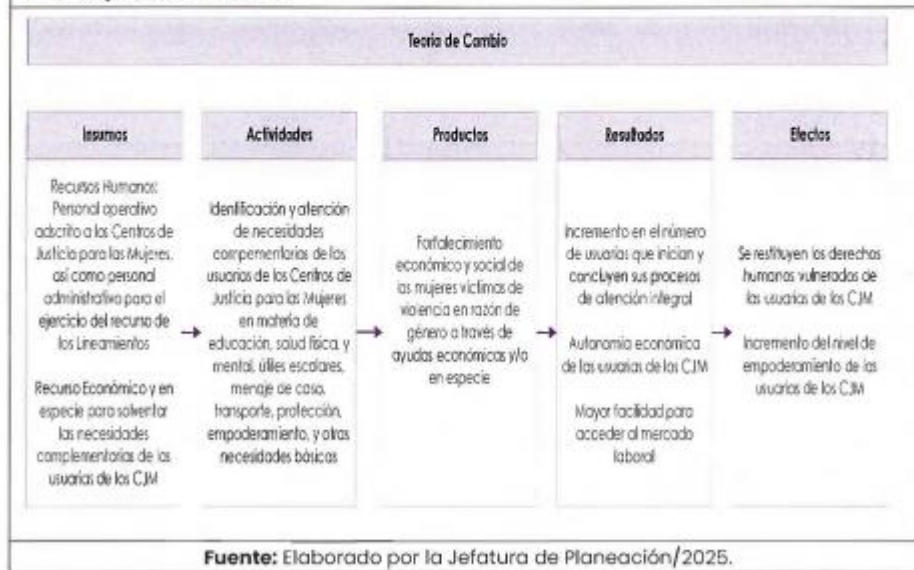 Teoría de Cambio
Insumos
Recursos Humanos:
Personal operativo
adscrito a los Centros de
Justicia para las Mujeres,
así como personal
administrativo para el
ejercicio del recurso de
los Lineamientos
Recurso Económico y en
especie para solventar
las necesidades
complementarias de las
usuarias de los CJM
Actividades
Identificación y atención
de necesidades
compementarias de las
usuarias de los Centros de
Justicia para las Mujeres
en materia de
educación, salud física, y
mental, útiles escolares,
menaje de casa,
transporte, protección,
empoderamiento, y otras
necesidades básicas
Productos
Fortalecimiento
económico y social de
las mujeres víctimas de
violencia en razón de
género a través de
ayudas económicas y/o
en especie
Resultados
Incremento en el número
de usuarias que inician y
concluyen sus procesos
de atención integral
Autonomía económica
de las usuarias de los CJM
Mayor facilidad para
acceder al mercado
laboral
Efectos
Se restituyen los derechos
humanos vulnerados de
las usuarias de los CJM
Incremento del nivel de
empoderamiento de las
usuarias de los CJM
Fuente: Elaborado por la Jefatura de Planeación/2025.